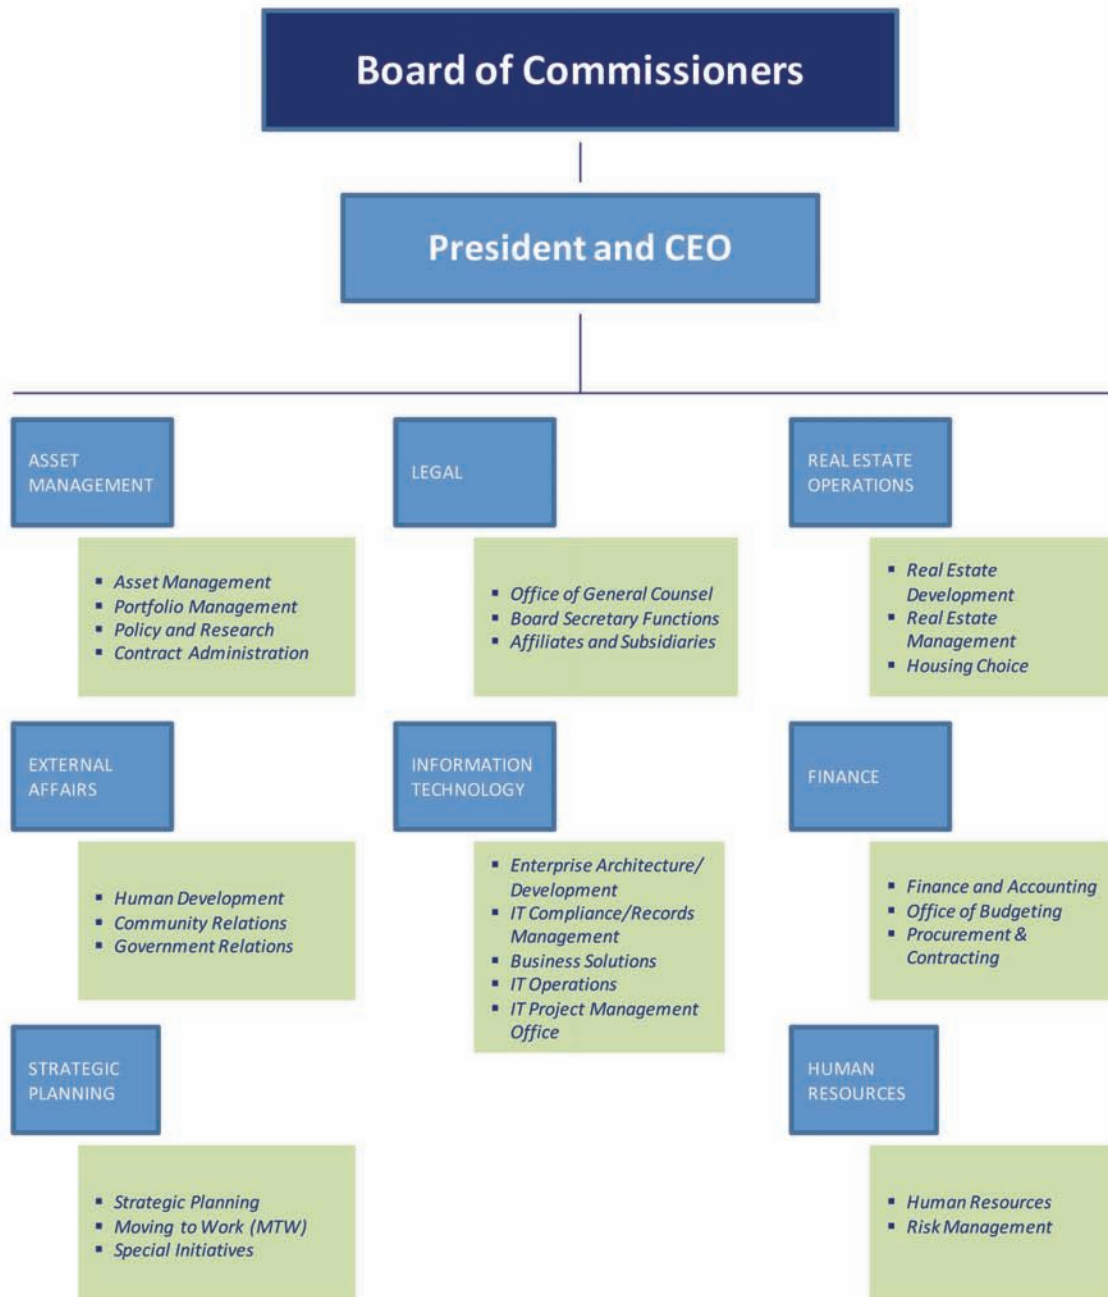 Board of Commissioners
President and CEO
ASSET
MANAGEMENT
▪ Asset Management
▪ Portfolio Management
▪ Policy and Research
▪ Contract Administration
LEGAL
▪ Office of General Counsel
▪ Board Secretary Functions
▪ Affiliates and Subsidiaries
REAL ESTATE
OPERATIONS
▪ Real Estate
Development
▪ Real Estate
Management
▪ Housing Choice
EXTERNAL
AFFAIRS
▪ Human Development
▪ Community Relations
▪ Government Relations
INFORMATION
TECHNOLOGY
▪ Enterprise Architecture/
Development
▪ IT Compliance/Records
Management
▪ Business Solutions
▪ IT Operations
▪ IT Project Management
Office
FINANCE
▪ Finance and Accounting
▪ Office of Budgeting
▪ Procurement &
Contracting
STRATEGIC
PLANNING
▪ Strategic Planning
▪ Moving to Work (MTW)
▪ Special Initiatives
HUMAN
RESOURCES
▪ Human Resources
▪ Risk Management